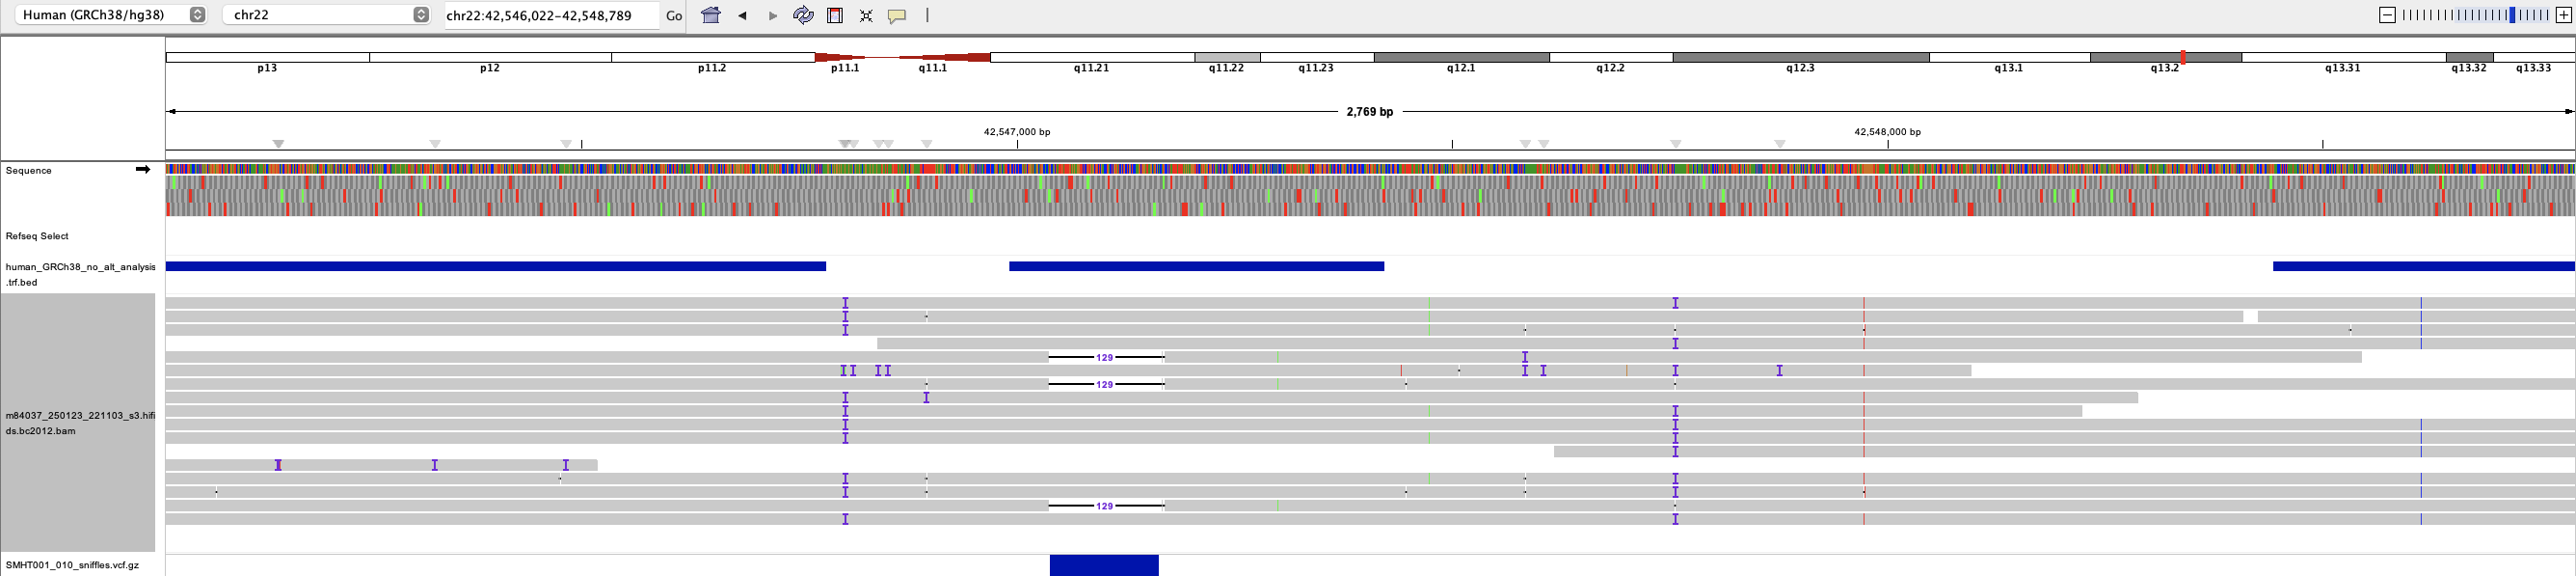 Human (GRCh38/hg38) chr22 chr22:42,546,022-42,548,789 Go
p13 p12 p11.2 p11.1 q11.1 q11.21 q11.22 q11.23 q12.1 q12.2 q12.3 q13.1 q13.2 q13.31 q13.32 q13.33
2,769 bp
42,547,000 bp 42,548,000 bp
Sequence
Refseq Select
human_GRCh38_no_alt_analysis
.trf.bed
I I
I
I
I
129 I
I I I I I I I I
129
I I
I I
I I
I I
I
I I I
I I
I I
129
I I
m84037_250123_221103_s3.hifi
ds.bc2012.bam
SMHT001_010_sniffles.vcf.gz